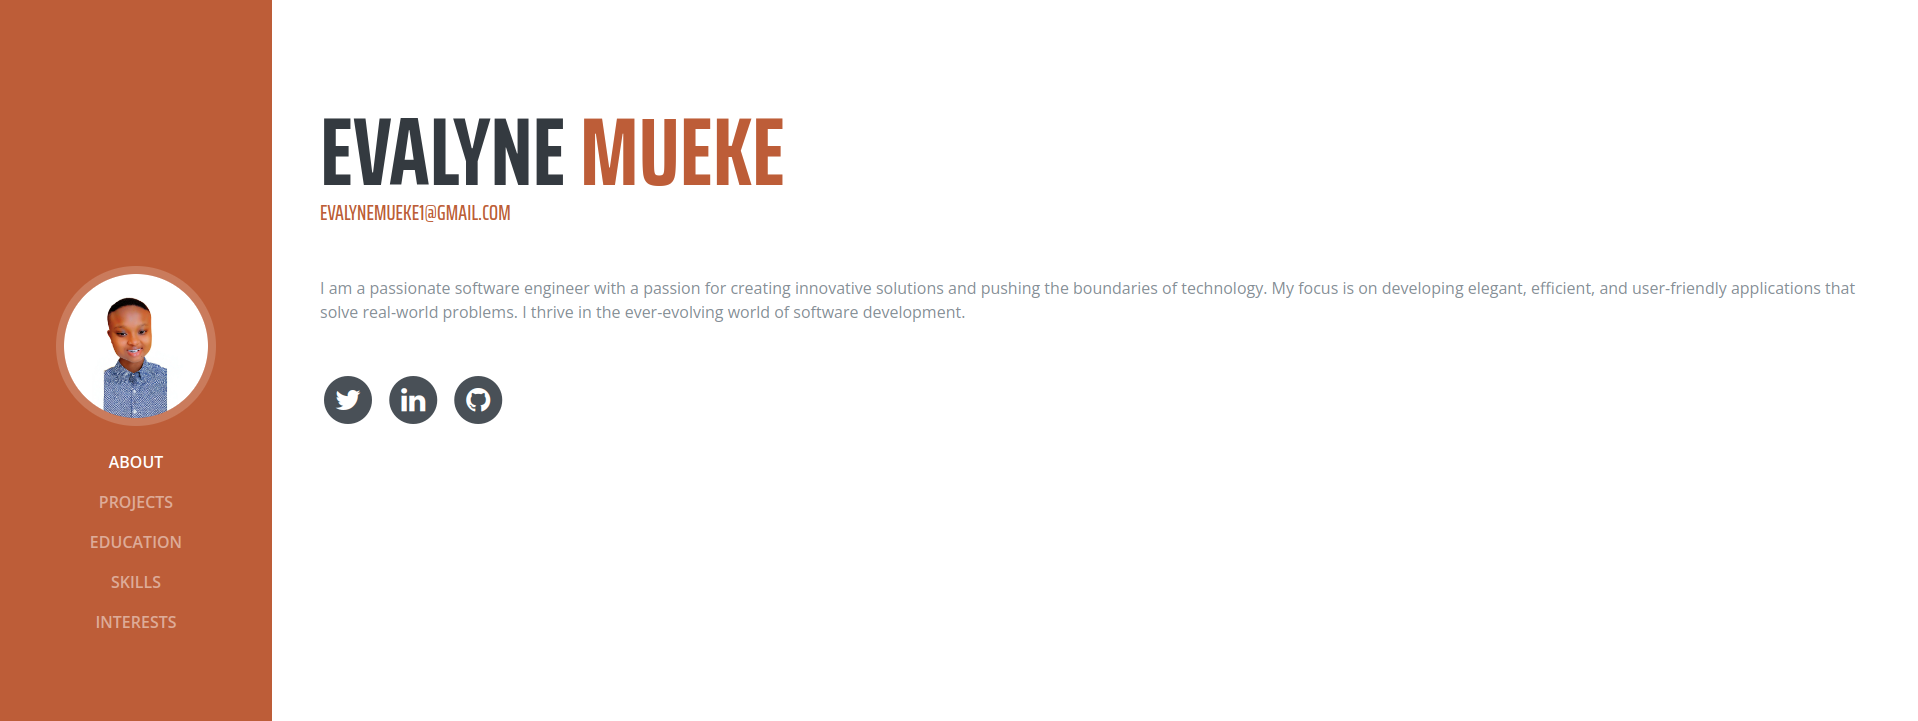 EVALYNE MUEKE
EVALYNEMUEKE1@GMAIL.COM
I am a passionate software engineer with a passion for creating innovative solutions and pushing the boundaries of technology. My focus is on developing elegant, efficient, and user-friendly applications that
solve real-world problems. I thrive in the ever-evolving world of software development.
in
ABOUT
PROJECTS
EDUCATION
SKILLS
INTERESTS